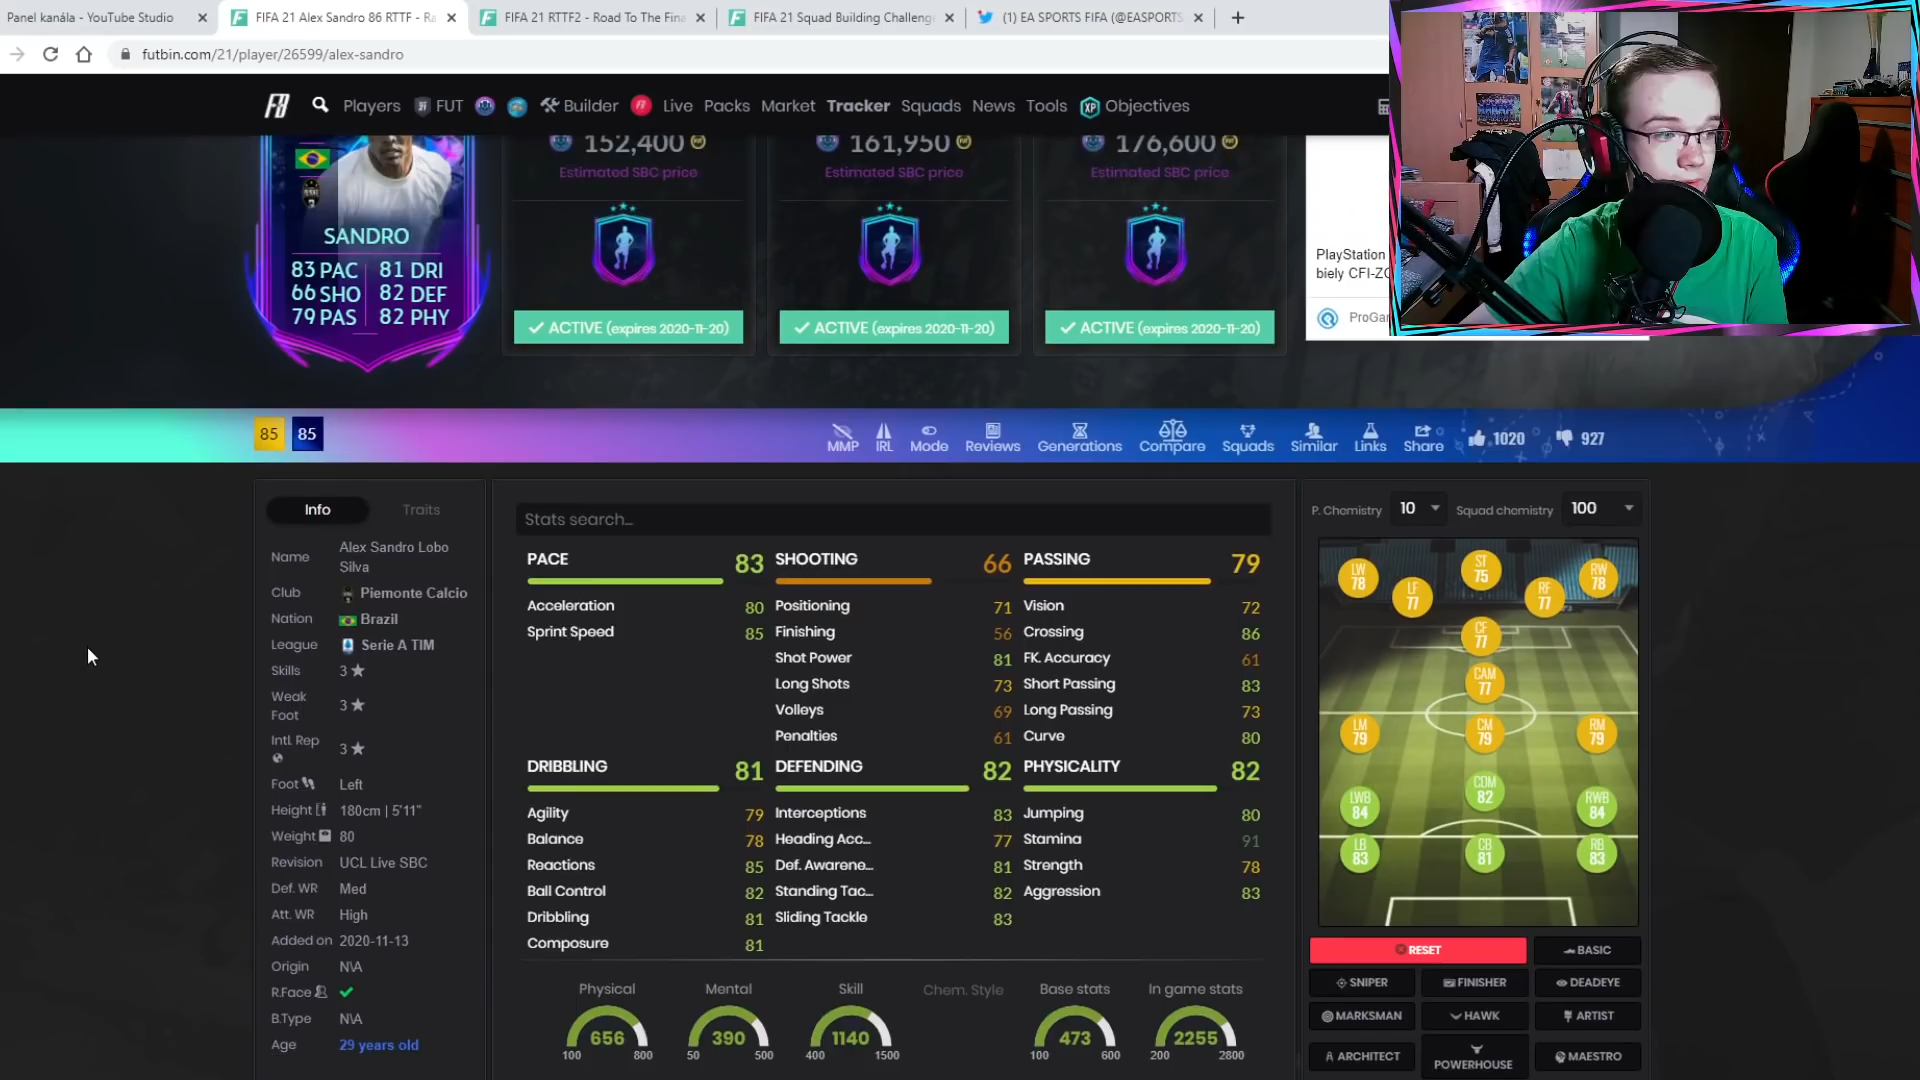 Panel kanála - YouTube Studio
FIFA 21 Alex Sandro 86 RTTF - Ra
FIFA 21 RTTF2 - Road To The Fina
FIFA 21 Squad Building Challenge
(1) EA SPORTS FIFA (@EASPORTS
futbin.com/21/player/26599/alex-sandro
Players FUT Builder Live Packs Market Tracker Squads News Tools XP Objectives
152,400 161,950 176,600
Estimated SBC price Estimated SBC price Estimated SBC price
SANDRO
83 PAC 81 DRI
66 SHO 82 DEF
79 PAS 82 PHY
ACTIVE (expires 2020-11-20) ACTIVE (expires 2020-11-20) ACTIVE (expires 2020-11-20)
PlayStation
biely CFI-ZC
ProGa
85 85
MMP IRL Mode Reviews Generations Compare Squads Similar Links Share 1020 927
Info Traits
Name Alex Sandro Lobo Silva
Club Piemonte Calcio
Nation Brazil
League Serie A TIM
Skills 3
Weak Foot 3
Intl. Rep 3
Foot Left
Height 180cm | 5'11"
Weight 80
Revision UCL Live SBC
Def. WR Med
Att. WR High
Added on 2020-11-13
Origin N\A
R.Face
B.Type N\A
Age 29 years old
Stats search...
PACE 83
Acceleration 80
Sprint Speed 85
SHOOTING 66
Positioning 71
Finishing 56
Shot Power 81
Long Shots 73
Volleys 69
Penalties 61
PASSING 79
Vision 72
Crossing 86
FK. Accuracy 61
Short Passing 83
Long Passing 73
Curve 80
DRIBBLING 81
Agility 79
Balance 78
Reactions 85
Ball Control 82
Dribbling 81
Composure 81
DEFENDING 82
Interceptions 83
Heading Acc... 77
Def. Awarene... 81
Standing Tac... 82
Sliding Tackle 83
PHYSICALITY 82
Jumping 80
Stamina 91
Strength 78
Aggression 83
Physical Mental Skill Chem. Style Base stats In game stats
656 390 1140 473 2255
100 800 50 500 400 1500 100 600 200 2800
P. Chemistry 10 Squad chemistry 100
LW 78
ST 75
RW 78
LF 77
RF 77
CF 77
CAM 77
LM 79
CM 79
RM 79
CDM 82
LWB 84
RWB 84
LB 83
CB 81
RB 83
RESET BASIC
SNIPER FINISHER DEADEYE
MARKSMAN HAWK ARTIST
ARCHITECT POWERHOUSE MAESTRO